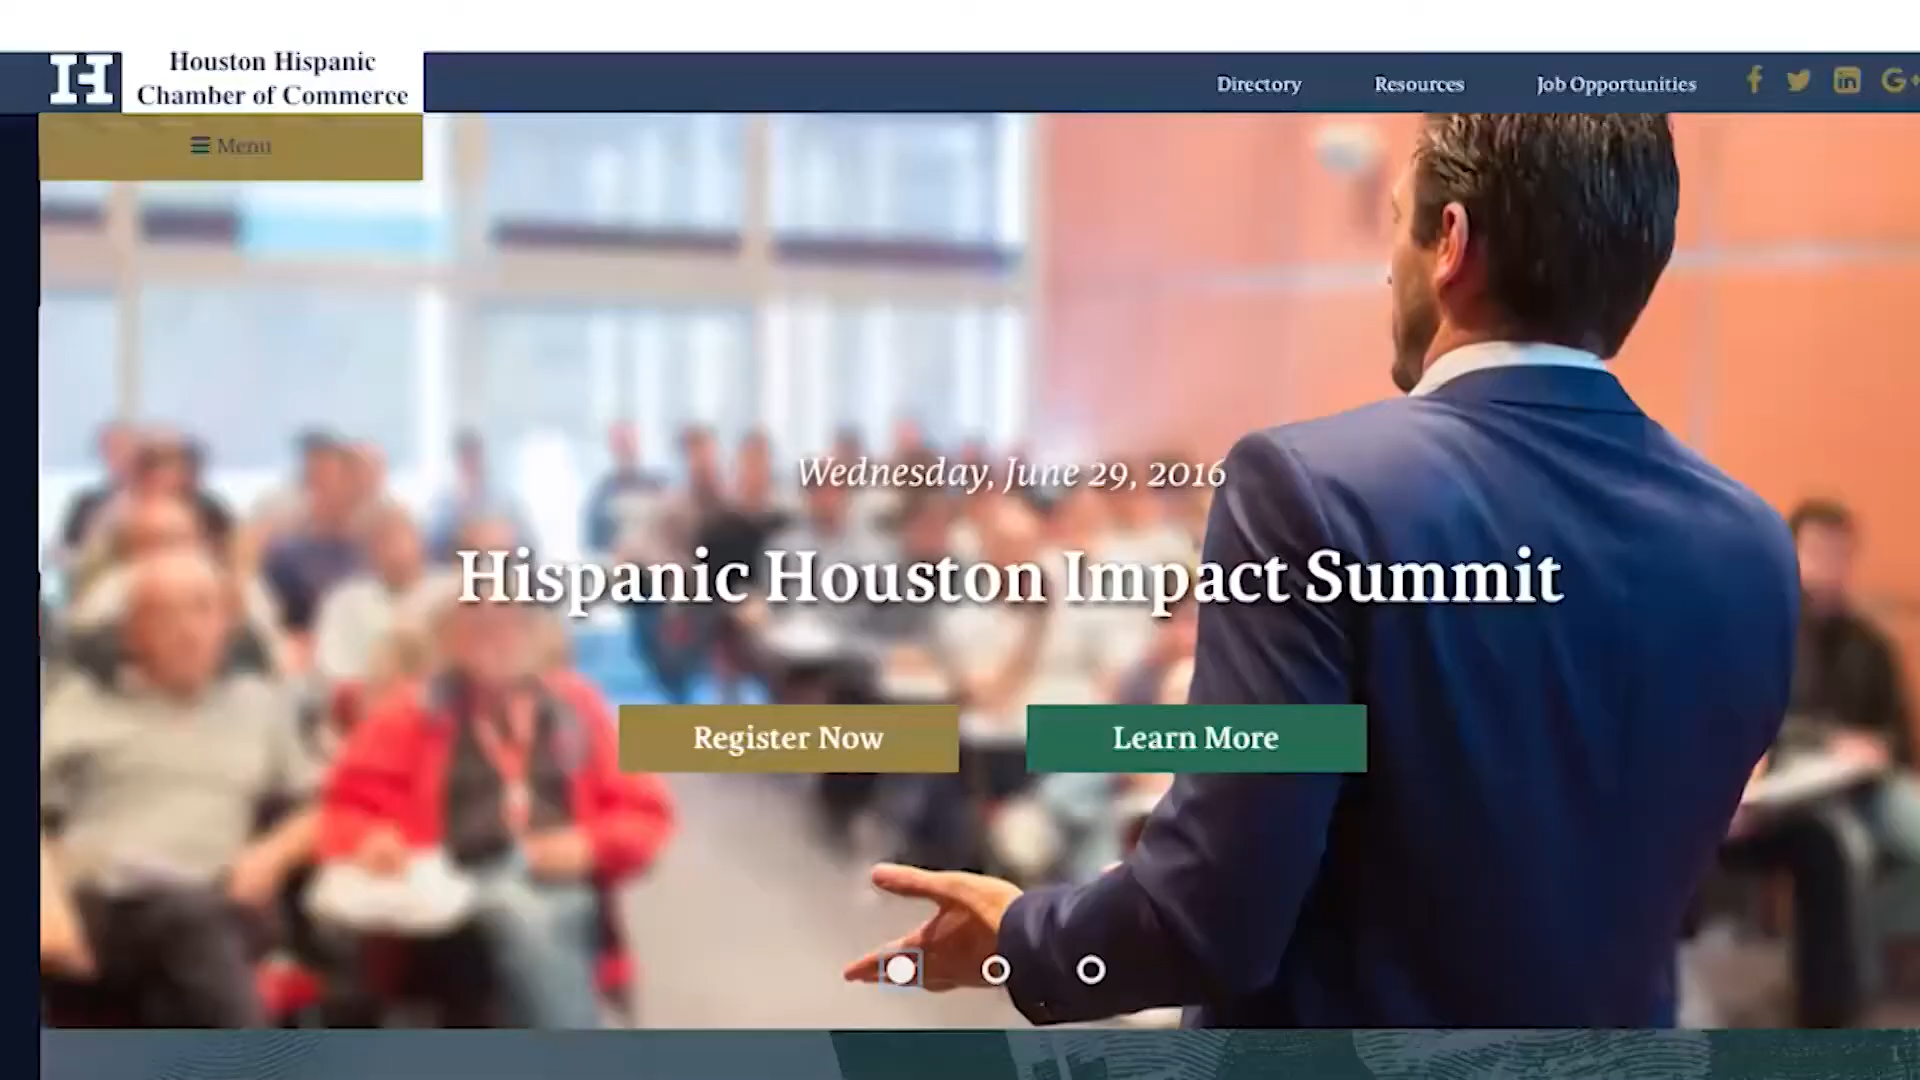 H
Houston Hispanic
Chamber of Commerce
Directory
Resources
Job Opportunities
Menu
Wednesday, June 29, 2016
Hispanic Houston Impact Summit
Register Now
Learn More